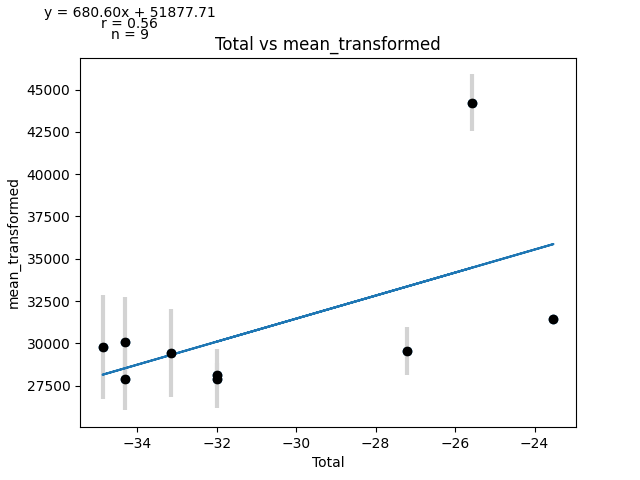 y = 680.60x + 51877.71
r = 0.56
n = 9
Total vs mean_transformed
45000
42500
40000
37500
35000
32500
30000
27500
mean_transformed
−34
−32
−30
−28
−26
−24
Total